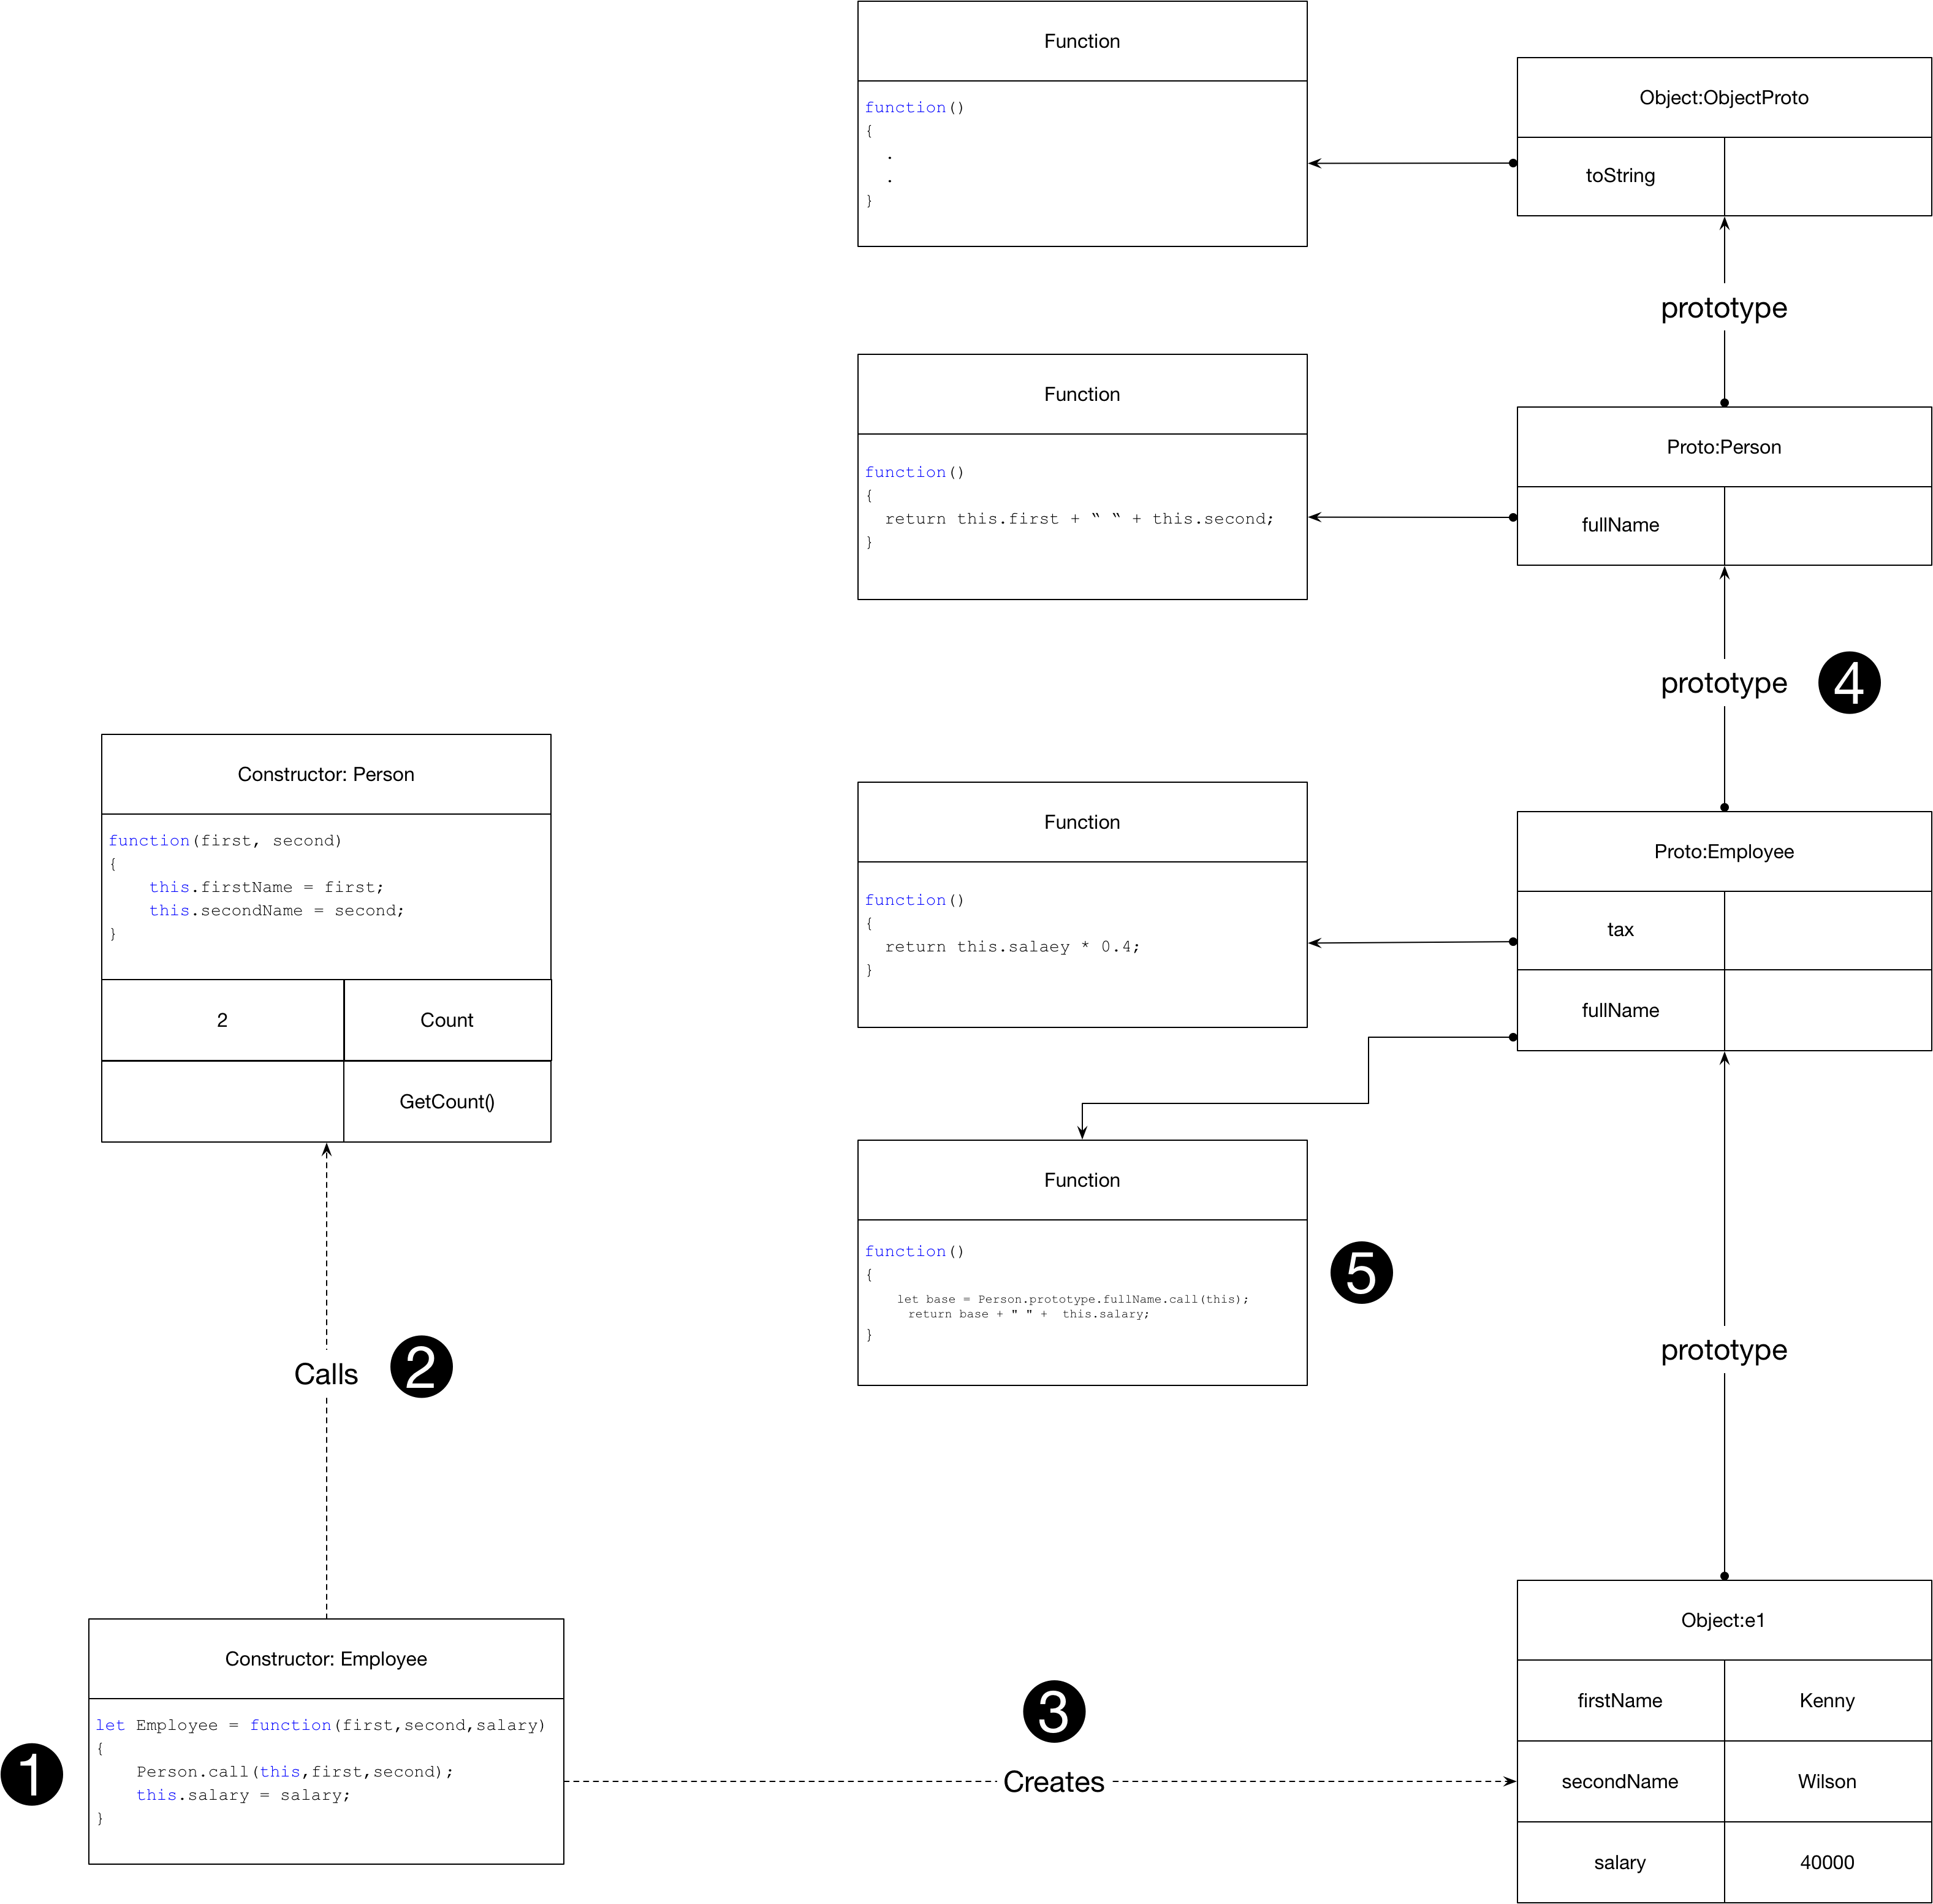 Function
function()
{
.
.
}
Object:ObjectProto
toString
prototype
Function
function()
{
return this.first + “ “ + this.second;
}
Proto:Person
fullName
prototype
4
Constructor: Person
function(first, second)
{
this.firstName = first;
this.secondName = second;
}
2
Count
GetCount()
Function
function()
{
return this.salaey * 0.4;
}
Proto:Employee
tax
fullName
Function
function()
{
let base = Person.prototype.fullName.call(this);
return base + " " +  this.salary;
}
5
Calls
2
prototype
Constructor: Employee
let Employee = function(first,second,salary)
{
Person.call(this,first,second);
this.salary = salary;
}
1
3
Creates
Object:e1
firstName
Kenny
secondName
Wilson
salary
40000